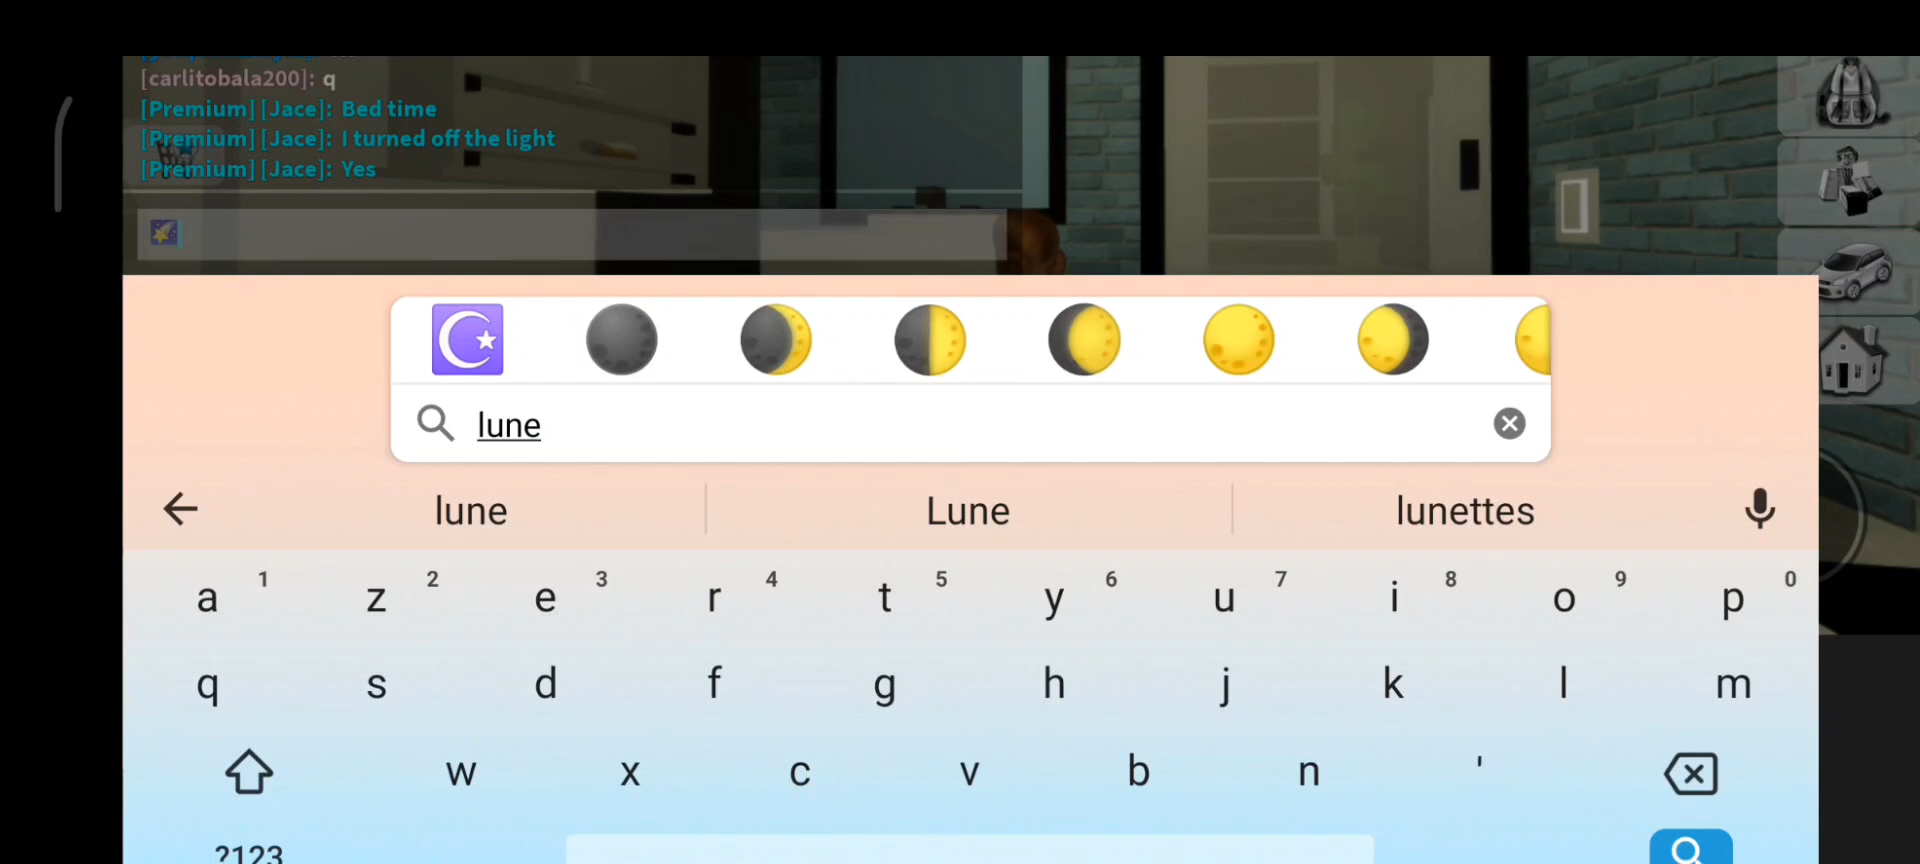 [carlitobala200]: q
[Premium] [Jace]: Bed time
[Premium] [Jace]: I turned off the light
[Premium] [Jace]: Yes
lune
lune Lune lunettes
a 1 z 2 e 3 r 4 t 5 y 6 u 7 i 8 o 9 p 0
q s d f g h j k l m
w x c v b n '
?123